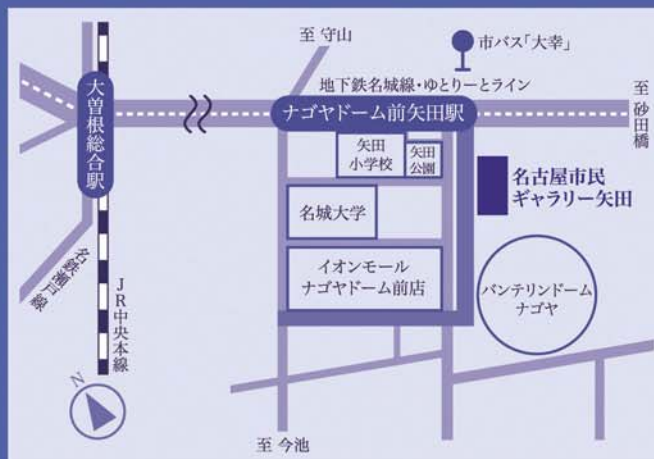 至 守山
市バス「大幸」
地下鉄名城線・ゆとりーとライン
至 砂田橋
大曽根総合駅
ナゴヤドーム前矢田駅
矢田
小学校
矢田
公園
名古屋市民
ギャラリー矢田
名城大学
イオンモール
ナゴヤドーム前店
バンテリンドーム
ナゴヤ
名鉄瀬戸線
JR中央本線
N
至 今池